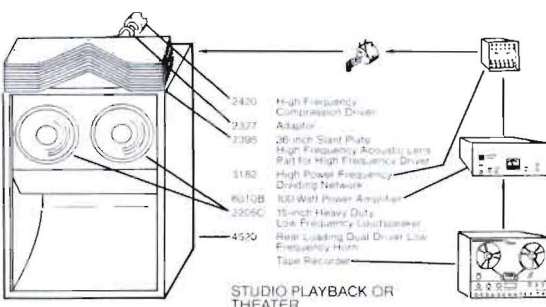 2420 High Frequency
Compression Driver
2327 Adaptor
2395 36-inch Slant Plate
High Frequency Acoustic Lens
Part for High Frequency Driver
3182 High Power Frequency
Dividing Network
6010B 100 Watt Power Amplifier
2205C 15-inch Heavy Duty
Low Frequency Loudspeaker
4520 Rear Loading Dual Driver Low
Frequency Horn
Tape Recorder
STUDIO PLAYBACK OR
THEATER